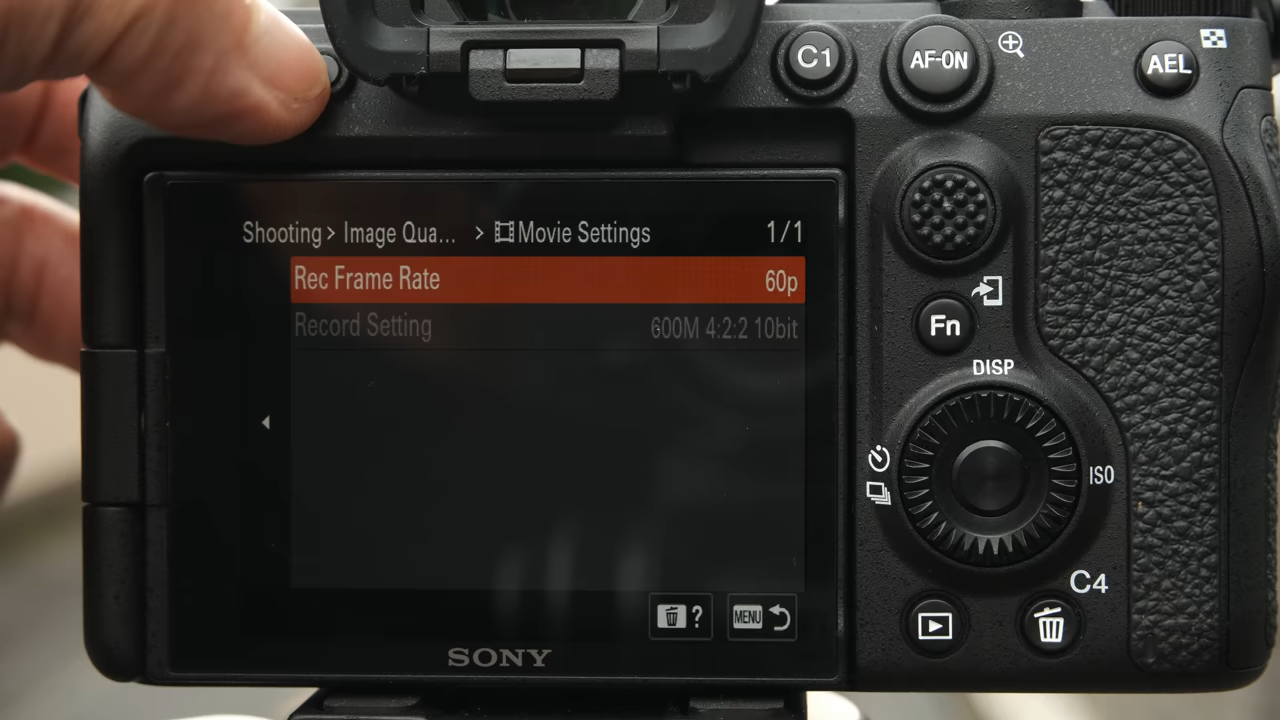 C1
AF-ON
AEL
Shooting> Image Qua... > Movie Settings 1/1
Rec Frame Rate 60p
Record Setting 600M 4:2:2 10bit
Fn
DISP
ISO
C4
? MENU
SONY